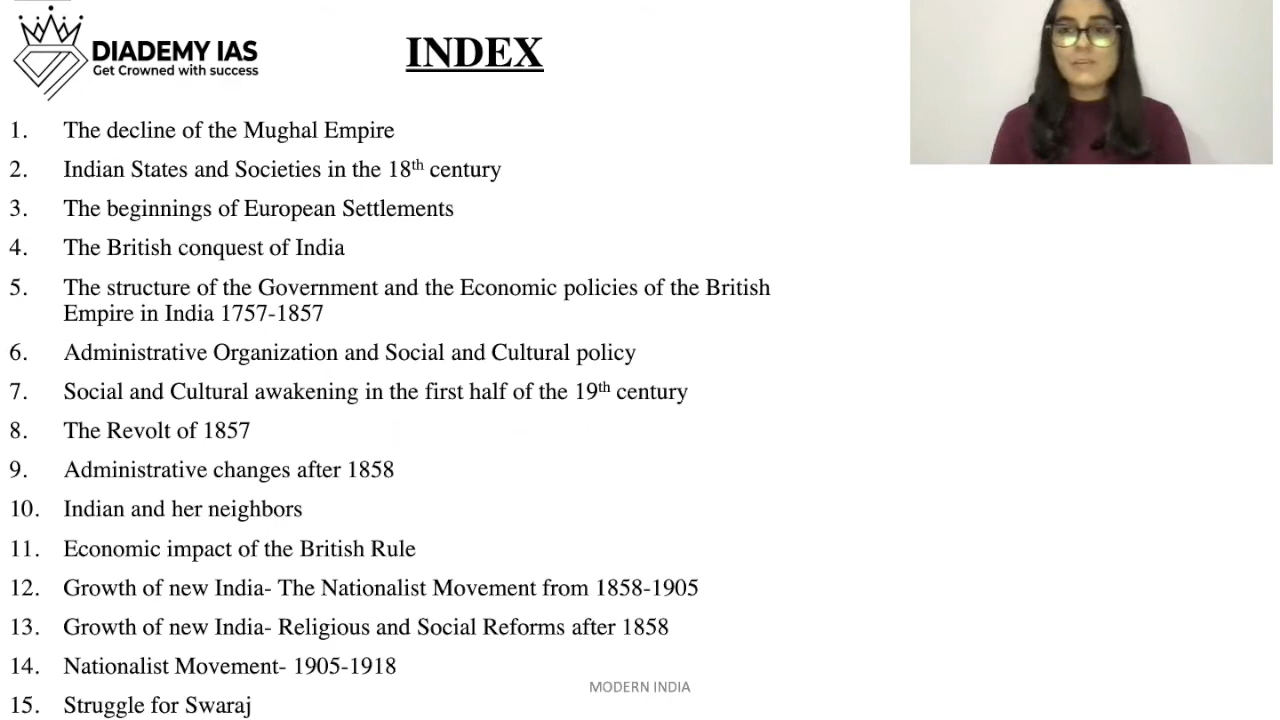 DIADEMY IAS
Get Crowned with success
INDEX
1. The decline of the Mughal Empire
2. Indian States and Societies in the 18th century
3. The beginnings of European Settlements
4. The British conquest of India
5. The structure of the Government and the Economic policies of the British
Empire in India 1757-1857
6. Administrative Organization and Social and Cultural policy
7. Social and Cultural awakening in the first half of the 19th century
8. The Revolt of 1857
9. Administrative changes after 1858
10. Indian and her neighbors
11. Economic impact of the British Rule
12. Growth of new India- The Nationalist Movement from 1858-1905
13. Growth of new India- Religious and Social Reforms after 1858
14. Nationalist Movement- 1905-1918
15. Struggle for Swaraj
MODERN INDIA